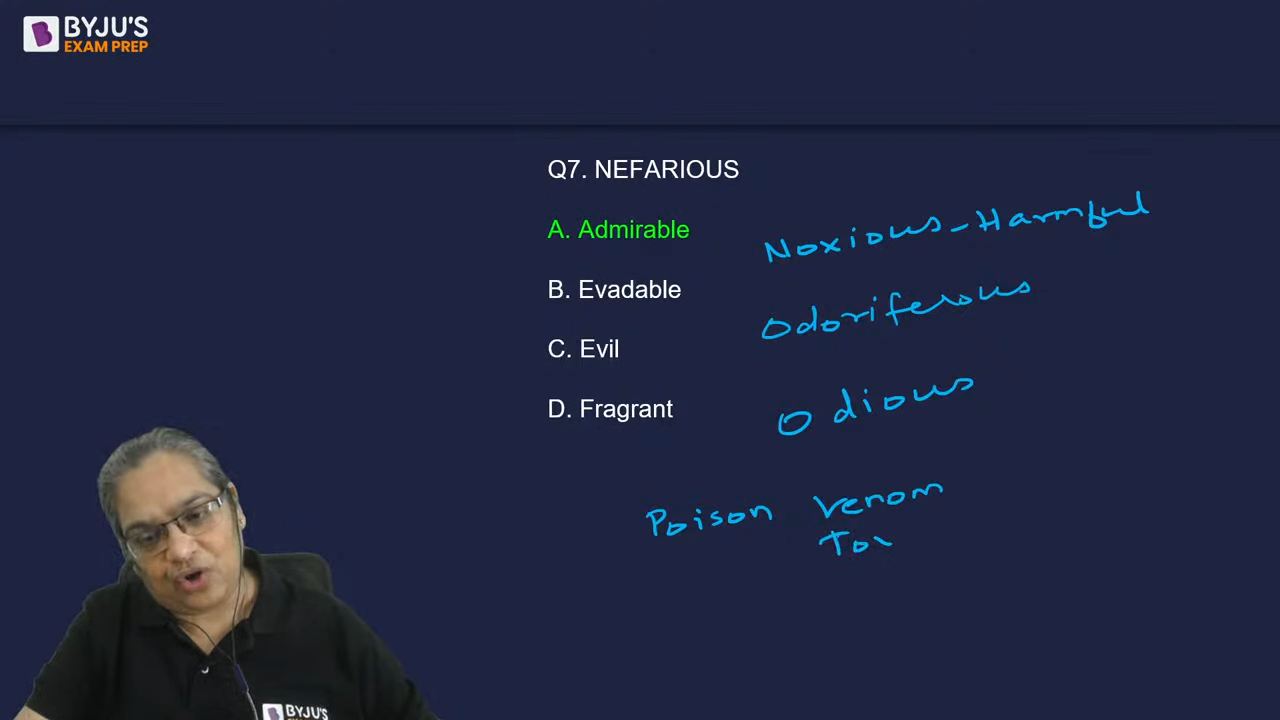 BYJU'S
EXAM PREP
Q7. NEFARIOUS
A. Admirable
Noxious - Harmful
B. Evadable
Odoriferous
C. Evil
Odious
D. Fragrant
Poison Venom
BYJU'S